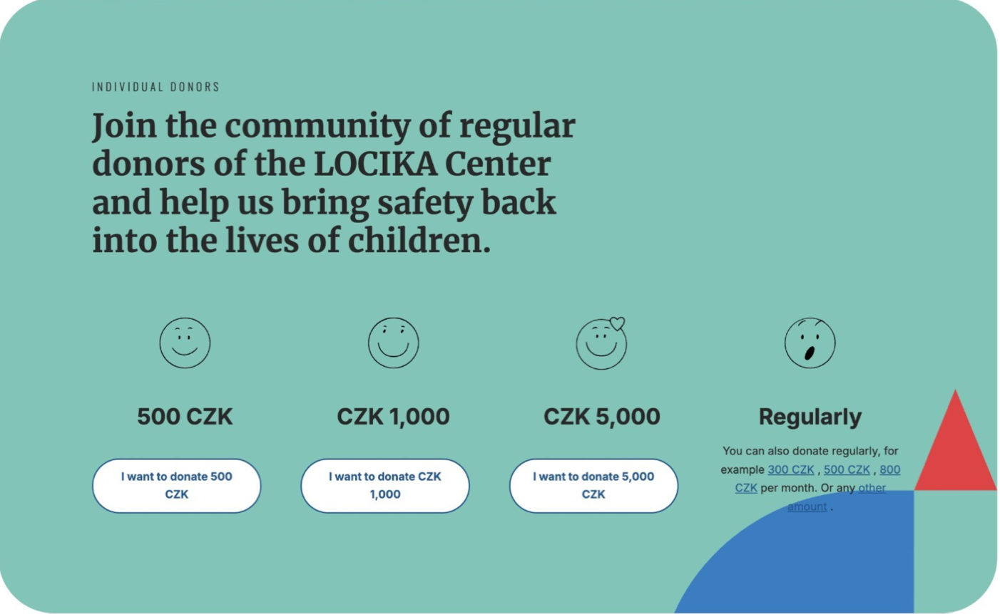 INDIVIDUAL DONORS
Join the community of regular
donors of the LOCIKA Center
and help us bring safety back
into the lives of children.
500 CZK
I want to donate 500
CZK
CZK 1,000
I want to donate CZK
1,000
CZK 5,000
I want to donate 5,000
CZK
Regularly
You can also donate regularly, for
example 300 CZK , 500 CZK , 800
CZK per month. Or any other
amount .